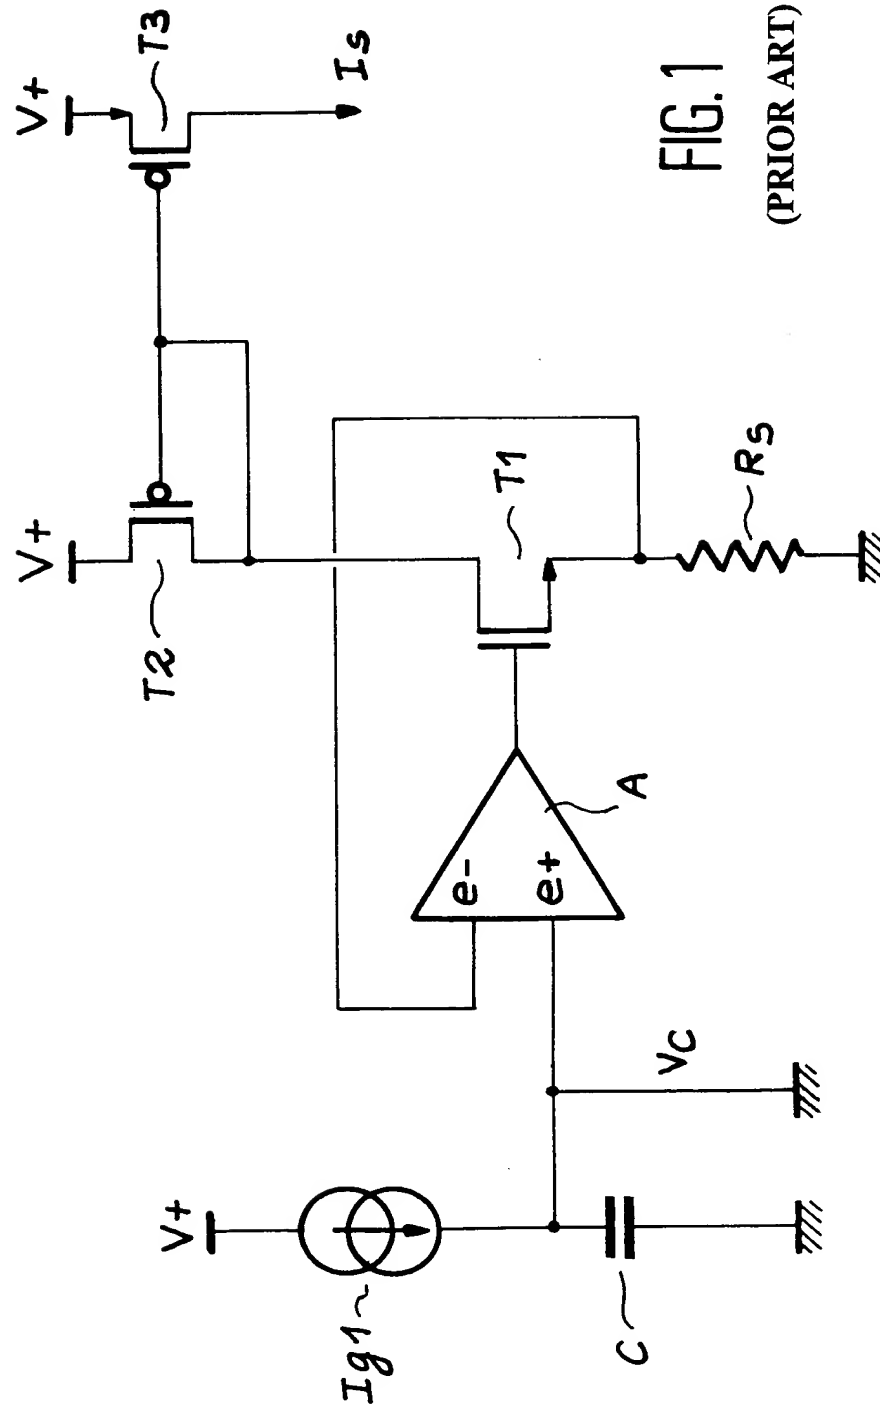 V+
Ig1
C
Vc
e-
e+
A
V+
T2
T1
Rs
V+
T3
Is
FIG. 1
(PRIOR ART)